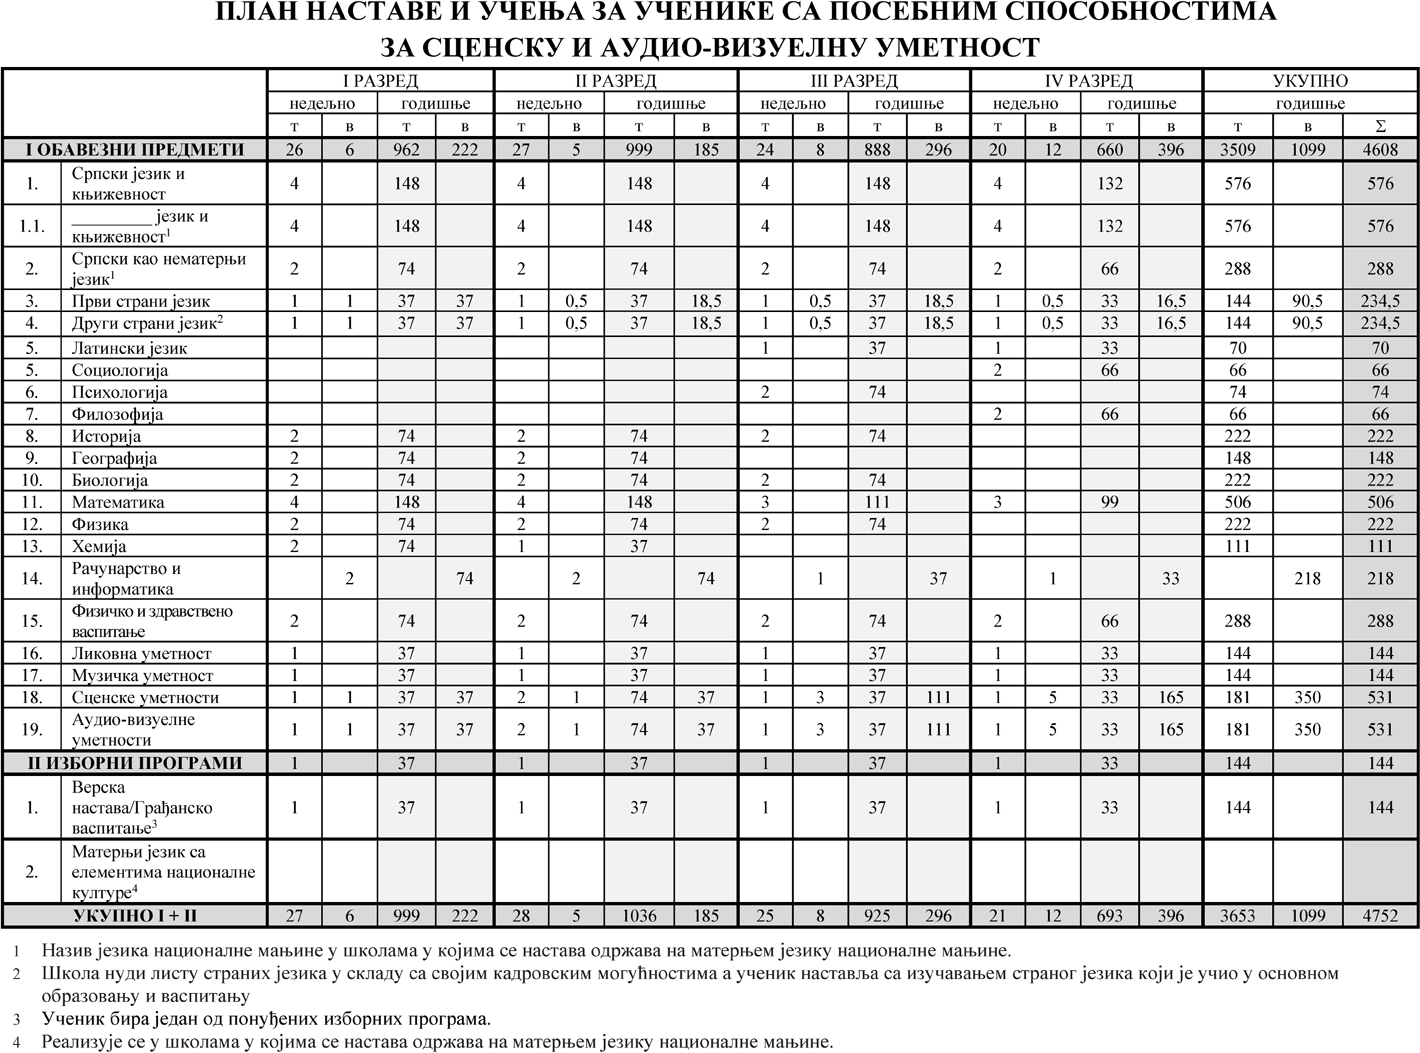 ПЛАН НАСТАВЕ И УЧЕЊА ЗА УЧЕНИКЕ СА ПОСЕБНИМ СПОСОБНОСТИМА
ЗА СЦЕНСКУ И АУДИО-ВИЗУЕЛНУ УМЕТНОСТ
I РАЗРЕД II РАЗРЕД III РАЗРЕД IV РАЗРЕД УКУПНО
недељно годишње недељно годишње недељно годишње недељно годишње годишње
т в т в т в т в т в т в т в т в т в Σ
I ОБАВЕЗНИ ПРЕДМЕТИ 26 6 962 222 27 5 999 185 24 8 888 296 20 12 660 396 3509 1099 4608
1. Српски језик и
књижевност 4 148 4 148 4 148 4 132 576 576
1.1. __________ језик и
књижевност1 4 148 4 148 4 148 4 132 576 576
2. Српски као нематерњи
језик1 2 74 2 74 2 74 2 66 288 288
3. Први страни језик 1 1 37 37 1 0,5 37 18,5 1 0,5 37 18,5 1 0,5 33 16,5 144 90,5 234,5
4. Други страни језик2 1 1 37 37 1 0,5 37 18,5 1 0,5 37 18,5 1 0,5 33 16,5 144 90,5 234,5
5. Латински језик 1 37 1 33 70 70
5. Социологија 2 66 66 66
6. Психологија 2 74 74 74
7. Филозофија 2 66 66 66
8. Историја 2 74 2 74 2 74 222 222
9. Географија 2 74 2 74 148 148
10. Биологија 2 74 2 74 2 74 222 222
11. Математика 4 148 4 148 3 111 3 99 506 506
12. Физика 2 74 2 74 2 74 222 222
13. Хемија 2 74 1 37 111 111
14. Рачунарство и
информатика 2 74 2 74 1 37 1 33 218 218
15. Физичко и здравствено
васпитање 2 74 2 74 2 74 2 66 288 288
16. Ликовна уметност 1 37 1 37 1 37 1 33 144 144
17. Музичка уметност 1 37 1 37 1 37 1 33 144 144
18. Сценске уметности 1 1 37 37 2 1 74 37 1 3 37 111 1 5 33 165 181 350 531
19. Аудио-визуелне
уметности 1 1 37 37 2 1 74 37 1 3 37 111 1 5 33 165 181 350 531
II ИЗБОРНИ ПРОГРАМИ 1 37 1 37 1 37 1 33 144 144
1. Верска
настава/Грађанско
васпитање3 1 37 1 37 1 37 1 33 144 144
2. Матерњи језик са
елементима националне
културе4
УКУПНО I + II 27 6 999 222 28 5 1036 185 25 8 925 296 21 12 693 396 3653 1099 4752
1 Назив језика националне мањине у школама у којима се настава одржава на матерњем језику националне мањине.
2 Школа нуди листу страних језика у складу са својим кадровским могућностима а ученик наставља са изучавањем страног језика који је учио у основном
образовању и васпитању
3 Ученик бира један од понуђених изборних програма.
4 Реализује се у школама у којима се настава одржава на матерњем језику националне мањине.